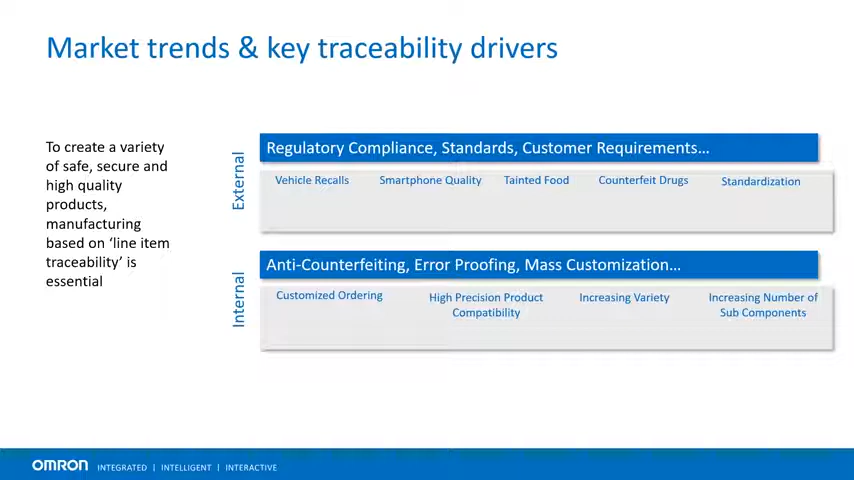 Market trends & key traceability drivers
To create a variety
of safe, secure and
high quality
products,
manufacturing
based on ‘line item
traceability’ is
essential
External
Regulatory Compliance, Standards, Customer Requirements…
Vehicle Recalls
Smartphone Quality
Tainted Food
Counterfeit Drugs
Standardization
Internal
Anti-Counterfeiting, Error Proofing, Mass Customization…
Customized Ordering
High Precision Product
Compatibility
Increasing Variety
Increasing Number of
Sub Components
OMRON INTEGRATED | INTELLIGENT | INTERACTIVE